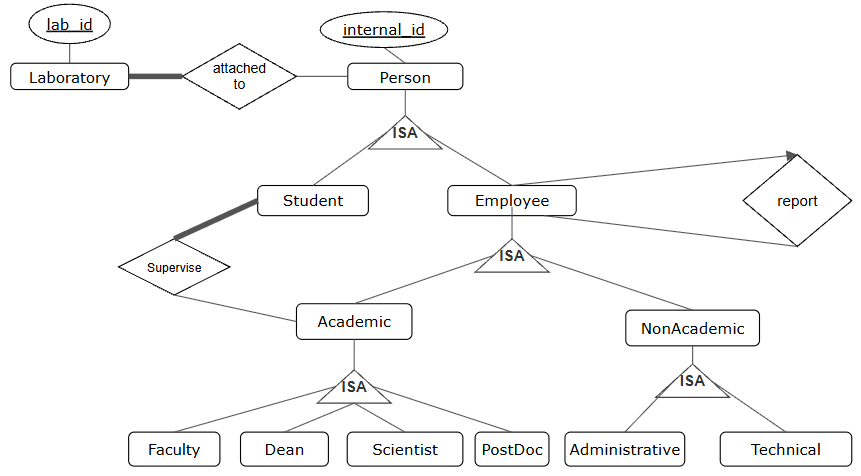 lab_id
internal_id
Laboratory
attached
to
Person
ISA
Student
Employee
report
ISA
Supervise
Academic
NonAcademic
ISA
ISA
Faculty
Dean
Scientist
PostDoc
Administrative
Technical